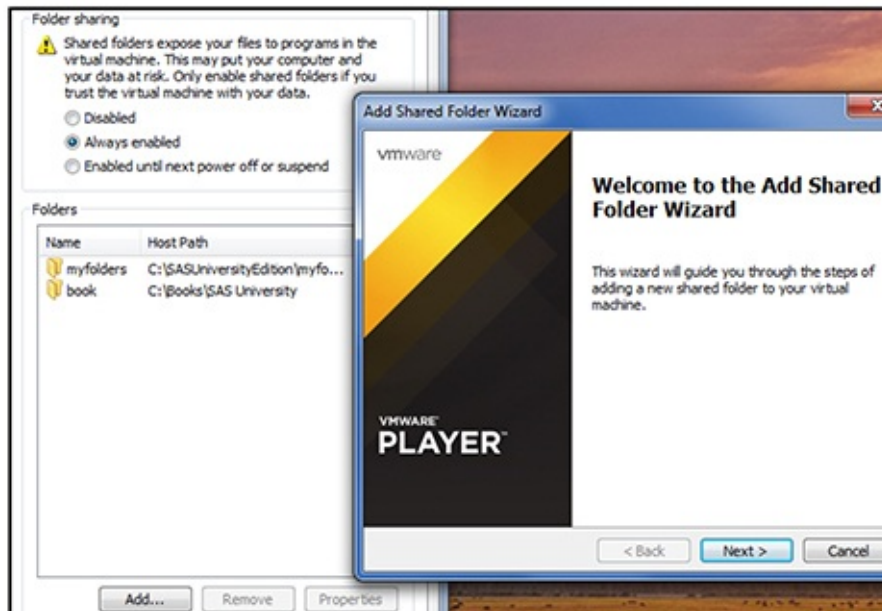 Folder sharing
Shared folders expose your files to programs in the
virtual machine. This may put your computer and
your data at risk. Only enable shared folders if you
trust the virtual machine with your data.
Disabled
Always enabled
Enabled until next power off or suspend
Folders
Name Host Path
myfolders C:\SASUniversityEdition\myfo...
book C:\Books\SAS University
Add... Remove Properties
Add Shared Folder Wizard
vmware
Welcome to the Add Shared
Folder Wizard
This wizard will guide you through the steps of
adding a new shared folder to your virtual
machine.
VMWARE™
PLAYER™
< Back Next > Cancel